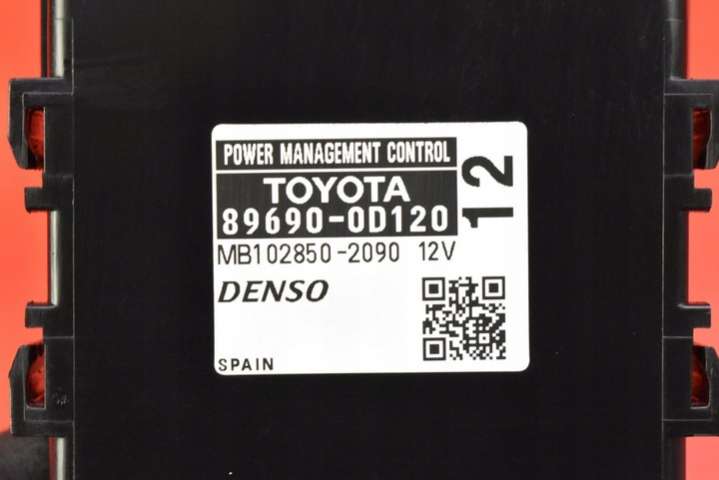 POWER MANAGEMENT CONTROL
TOYOTA
89690-0D120
12
MB102850-2090 12V
DENSO
SPAIN